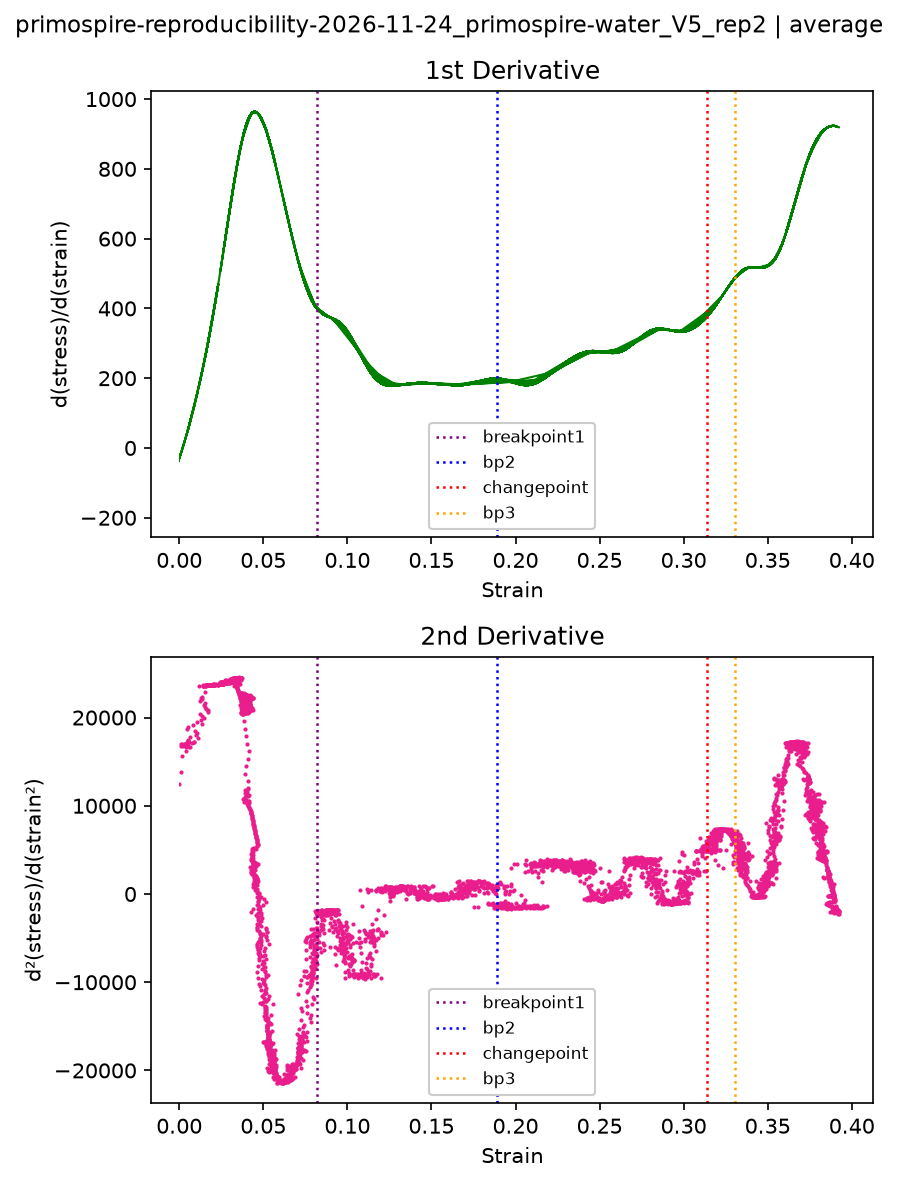 primospire-reproducibility-2026-11-24_primospire-water_V5_rep2 | average
1st Derivative
1000
800
600
400
200
0
−200
d(stress)/d(strain)
breakpoint1
bp2
changepoint
bp3
0.00 0.05 0.10 0.15 0.20 0.25 0.30 0.35 0.40
Strain
2nd Derivative
20000
10000
0
−10000
−20000
d²(stress)/d(strain²)
breakpoint1
bp2
changepoint
bp3
0.00 0.05 0.10 0.15 0.20 0.25 0.30 0.35 0.40
Strain